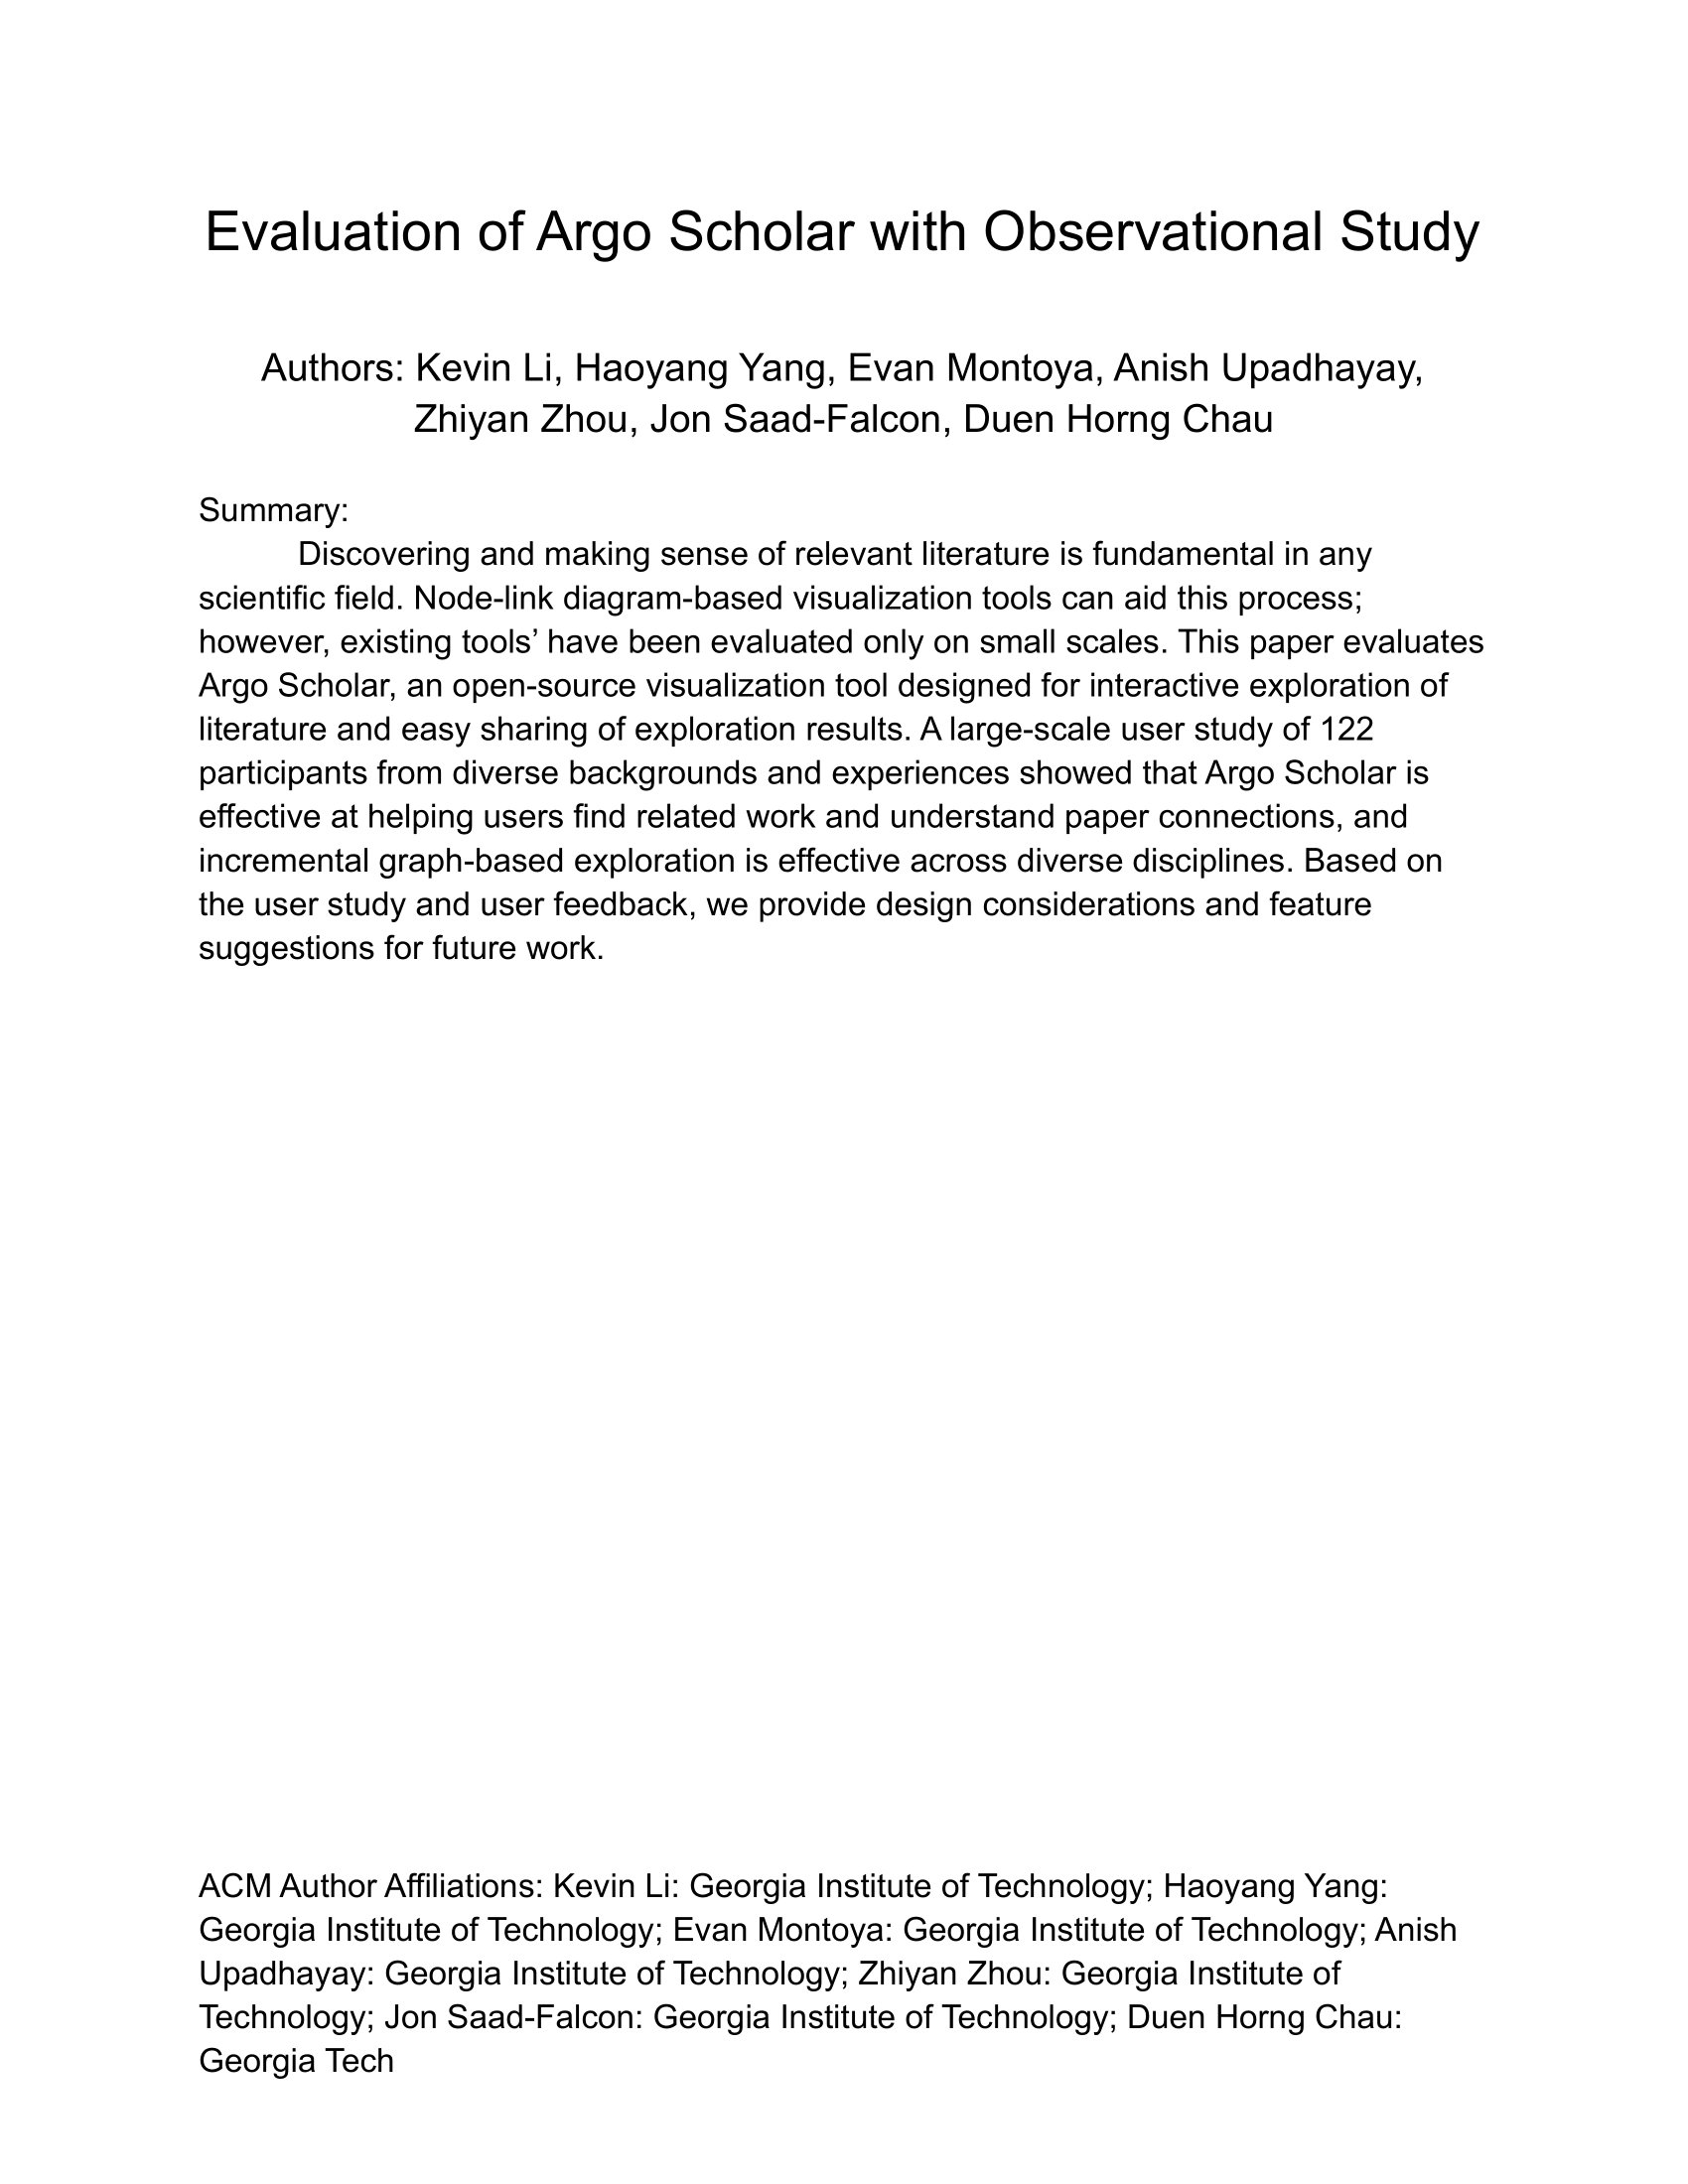 Evaluation of Argo Scholar with Observational Study
Authors: Kevin Li, Haoyang Yang, Evan Montoya, Anish Upadhayay,
Zhiyan Zhou, Jon Saad-Falcon, Duen Horng Chau
Summary:
Discovering and making sense of relevant literature is fundamental in any
scientific field. Node-link diagram-based visualization tools can aid this process;
however, existing tools’ have been evaluated only on small scales. This paper evaluates
Argo Scholar, an open-source visualization tool designed for interactive exploration of
literature and easy sharing of exploration results. A large-scale user study of 122
participants from diverse backgrounds and experiences showed that Argo Scholar is
effective at helping users find related work and understand paper connections, and
incremental graph-based exploration is effective across diverse disciplines. Based on
the user study and user feedback, we provide design considerations and feature
suggestions for future work.
ACM Author Affiliations: Kevin Li: Georgia Institute of Technology; Haoyang Yang:
Georgia Institute of Technology; Evan Montoya: Georgia Institute of Technology; Anish
Upadhayay: Georgia Institute of Technology; Zhiyan Zhou: Georgia Institute of
Technology; Jon Saad-Falcon: Georgia Institute of Technology; Duen Horng Chau:
Georgia Tech